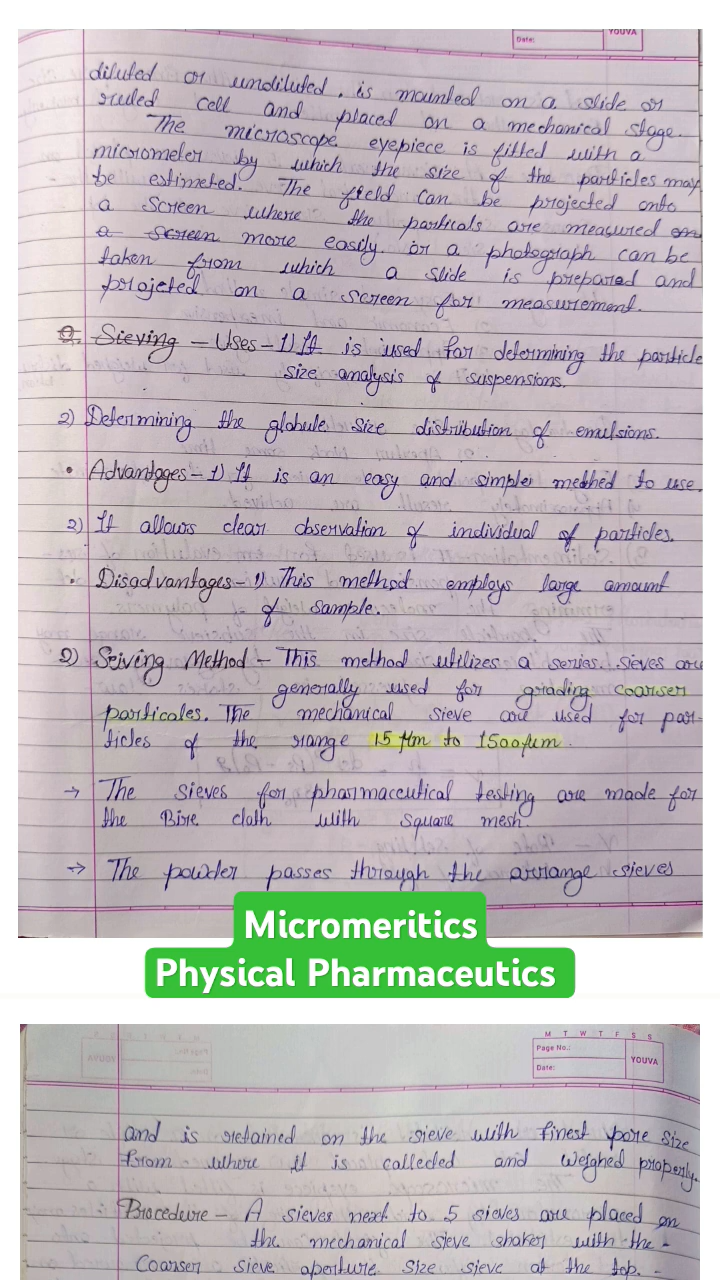 Date:
YOUVA
diluted or undiluted, is mounted on a slide or
ruled cell and placed on a mechanical stage.
The microscope eyepiece is fitted with a
micrometer by which the size of the particles may
be estimeted. The field can be projected onto
a screen where the particals are measured on
a screen more easily. or a photograph can be
taken from which a slide is prepared and
projeted on a screen for measurement.
Q. Sieving - Uses - 1) It is used for determining the particle
size analysis of suspensions.
2) Determining the globule size distribution of emulsions.
• Advantages - 1) It is an easy and simple methed to use.
2) It allows clear observation of individual of particles.
• Disadvantages - 1) This method employs large amount
of sample.
2) Seiving Method - This method utilizes a series. Sieves are
generally used for grading coarser
particales. The mechanical sieve are used for par-
ticles of the range 15 μm to 1500μm.
→ The sieves for pharmaceutical testing are made for
the Bire cloth with square mesh.
→ The powder passes through the arrange sieves
Micromeritics
Physical Pharmaceutics
M T W T F S S
Page No.:
Date:
YOUVA
and is retained on the sieve with finest pore size
from where it is calleded and weighed properly.
Procedure - A sieves next to 5 sieves are placed on
the mechanical sieve shaker with the -
Coarser sieve aperture size sieve at the top. -